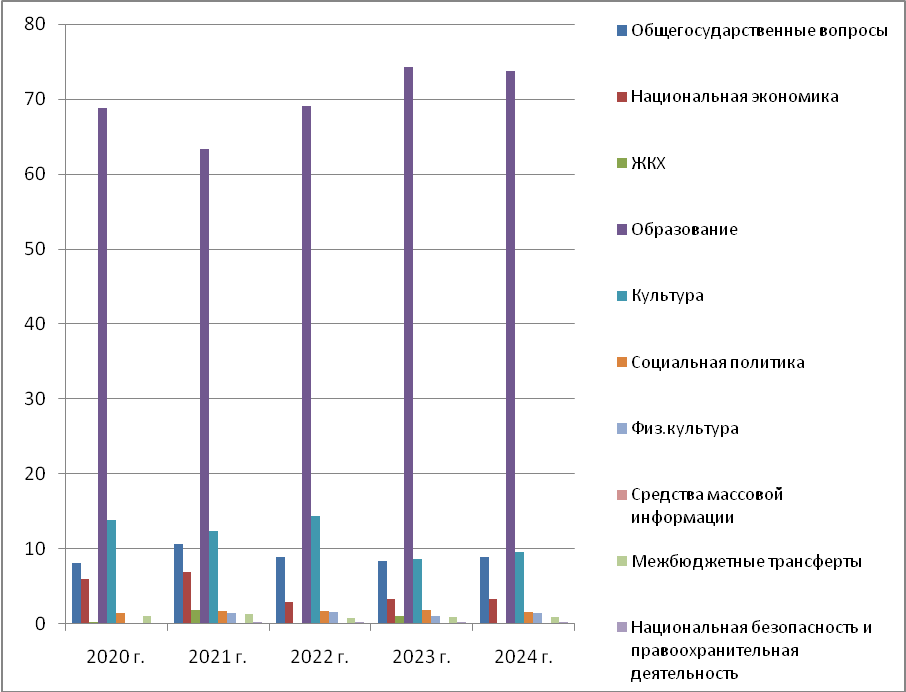 80
70
60
50
40
30
20
10
0
2020 г.
2021 г.
2022 г.
2023 г.
2024 г.
Общегосударственные вопросы
Национальная экономика
ЖКХ
Образование
Культура
Социальная политика
Физ.культура
Средства массовой
информации
Межбюджетные трансферты
Национальная безопасность и
правоохранительная
деятельность